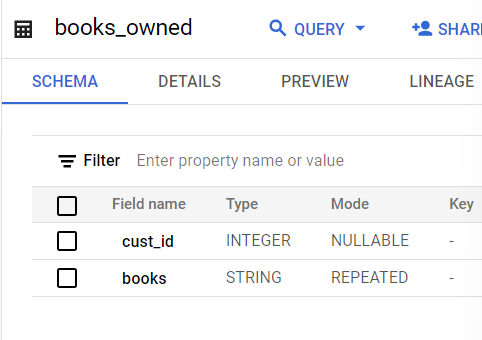 books_owned QUERY
SCHEMA DETAILS PREVIEW LINEAGE
Filter Enter property name or value
Field name Type Mode Key
cust_id INTEGER NULLABLE -
books STRING REPEATED -